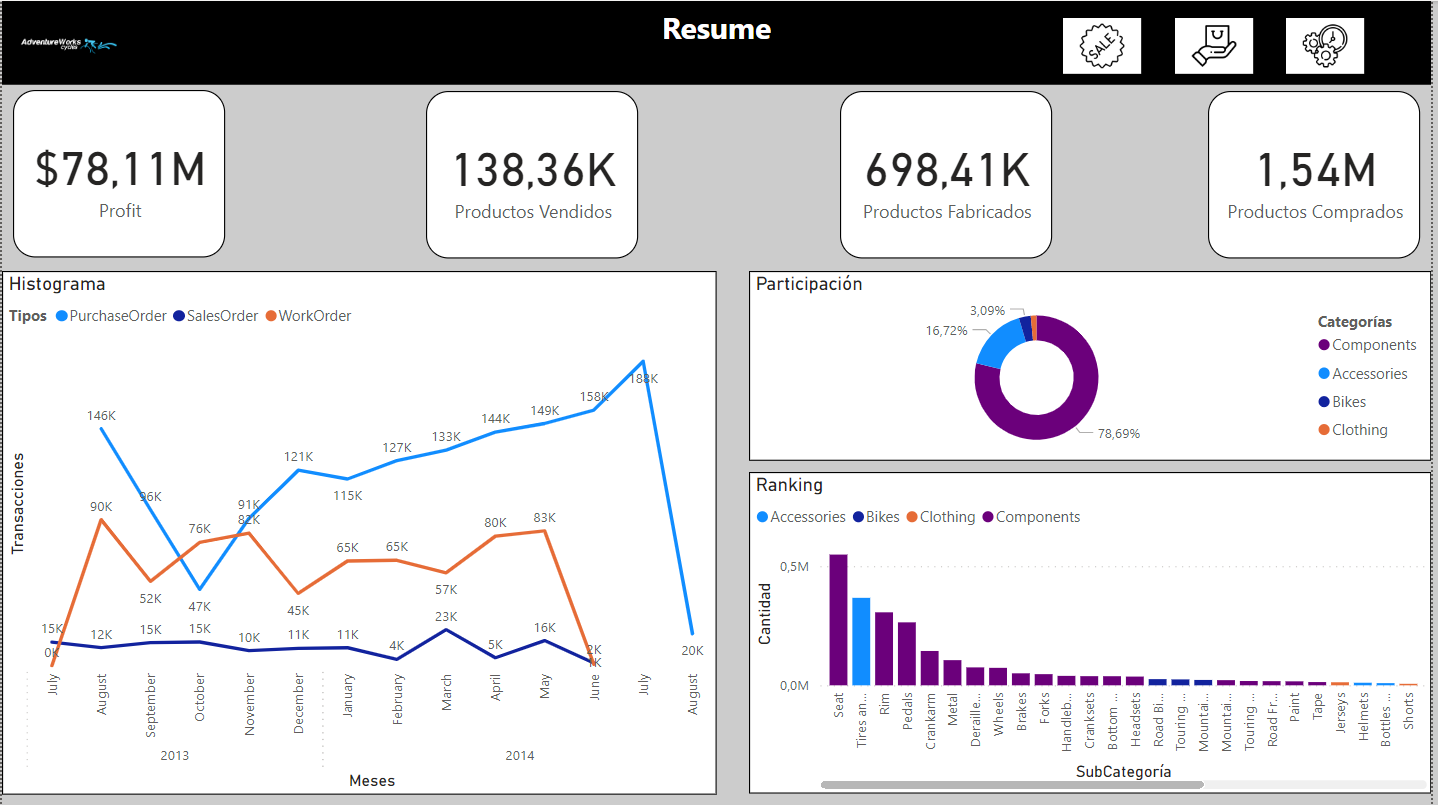 AdventureWorks
cycles
Resume
SALE
$78,11M
Profit
138,36K
Productos Vendidos
698,41K
Productos Fabricados
1,54M
Productos Comprados
Histograma
Tipos PurchaseOrder SalesOrder WorkOrder
Transacciones
146K
96K
47K
91K
121K
115K
127K
133K
144K
149K
158K
188K
20K
0K
90K
52K
76K
82K
45K
65K
65K
57K
80K
83K
15K
12K
15K
15K
10K
11K
11K
4K
23K
5K
16K
2K
July
August
September
October
November
December
January
February
March
April
May
June
July
August
2013
2014
Meses
Participación
3,09%
16,72%
78,69%
Categorías
Components
Accessories
Bikes
Clothing
Ranking
Accessories Bikes Clothing Components
Cantidad
0,5M
0,0M
Seat
Tires an...
Rim
Pedals
Crankarm
Metal
Deraille...
Wheels
Brakes
Forks
Handleb...
Cranksets
Bottom ...
Headsets
Road Bi...
Touring ...
Mountai...
Mountai...
Touring ...
Road Fr...
Paint
Tape
Jerseys
Helmets
Bottles ...
Shorts
SubCategoría